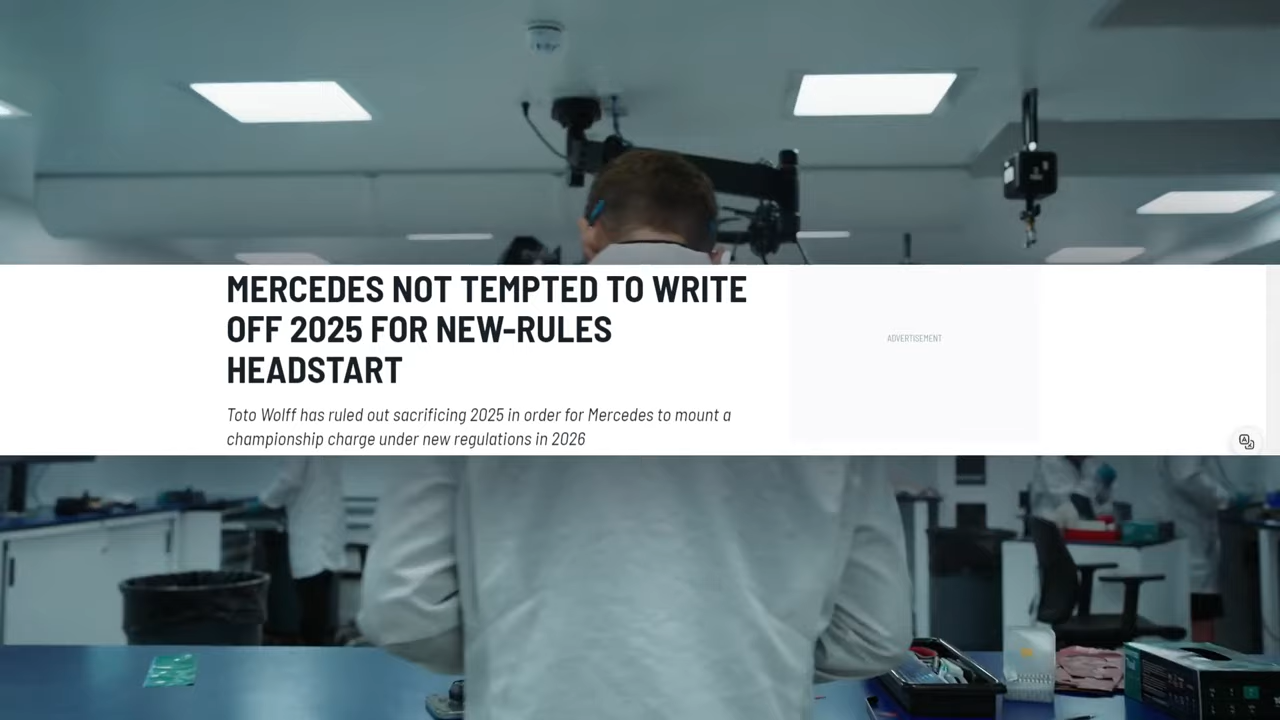 MERCEDES NOT TEMPTED TO WRITE
OFF 2025 FOR NEW-RULES
HEADSTART
ADVERTISEMENT
Toto Wolff has ruled out sacrificing 2025 in order for Mercedes to mount a
championship charge under new regulations in 2026